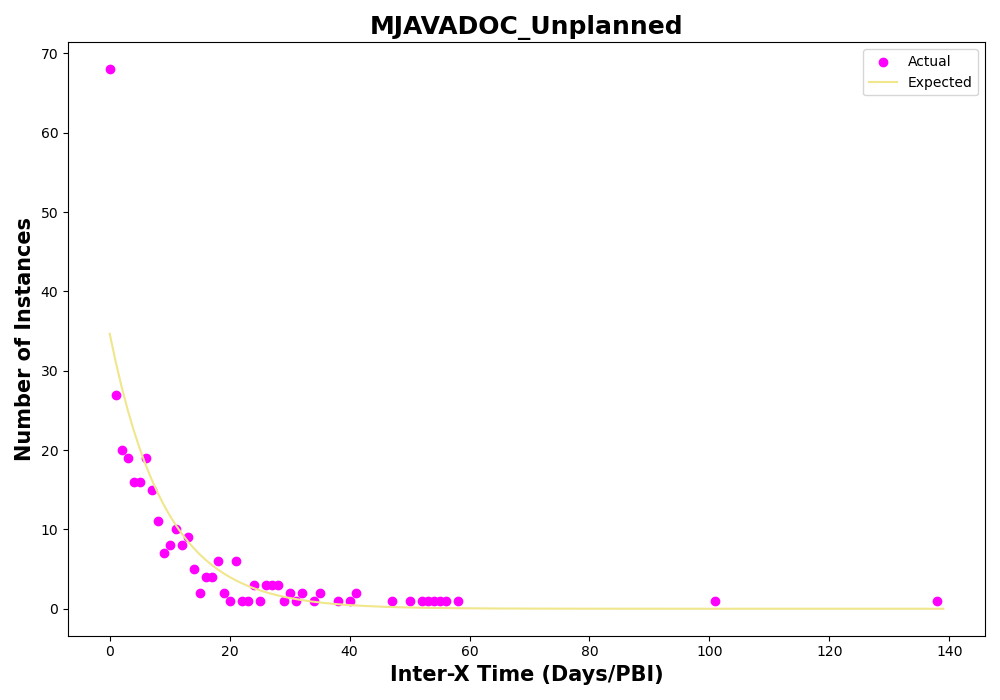 MJAVADOC_Unplanned
Actual
Expected
Number of Instances
70
60
50
40
30
20
10
0
0 20 40 60 80 100 120 140
Inter-X Time (Days/PBI)